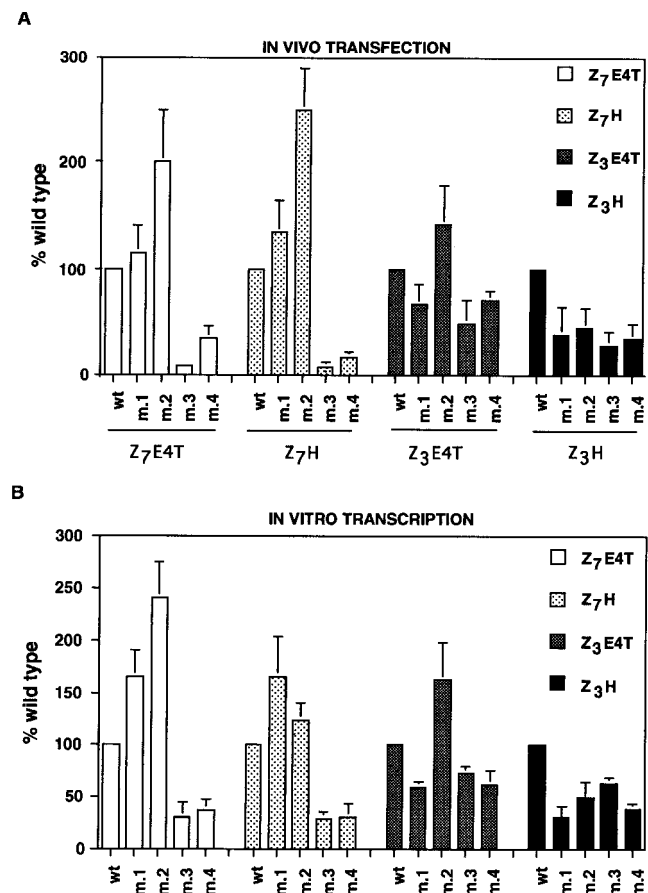 A
IN VIVO TRANSFECTION
300
200
100
0
% wild type
Z7E4T
Z7H
Z3E4T
Z3H
wt m.1 m.2 m.3 m.4 wt m.1 m.2 m.3 m.4 wt m.1 m.2 m.3 m.4 wt m.1 m.2 m.3 m.4
Z7E4T Z7H Z3E4T Z3H
B
IN VITRO TRANSCRIPTION
300
250
200
150
100
50
0
% wild type
Z7E4T
Z7H
Z3E4T
Z3H
wt m.1 m.2 m.3 m.4 wt m.1 m.2 m.3 m.4 wt m.1 m.2 m.3 m.4 wt m.1 m.2 m.3 m.4